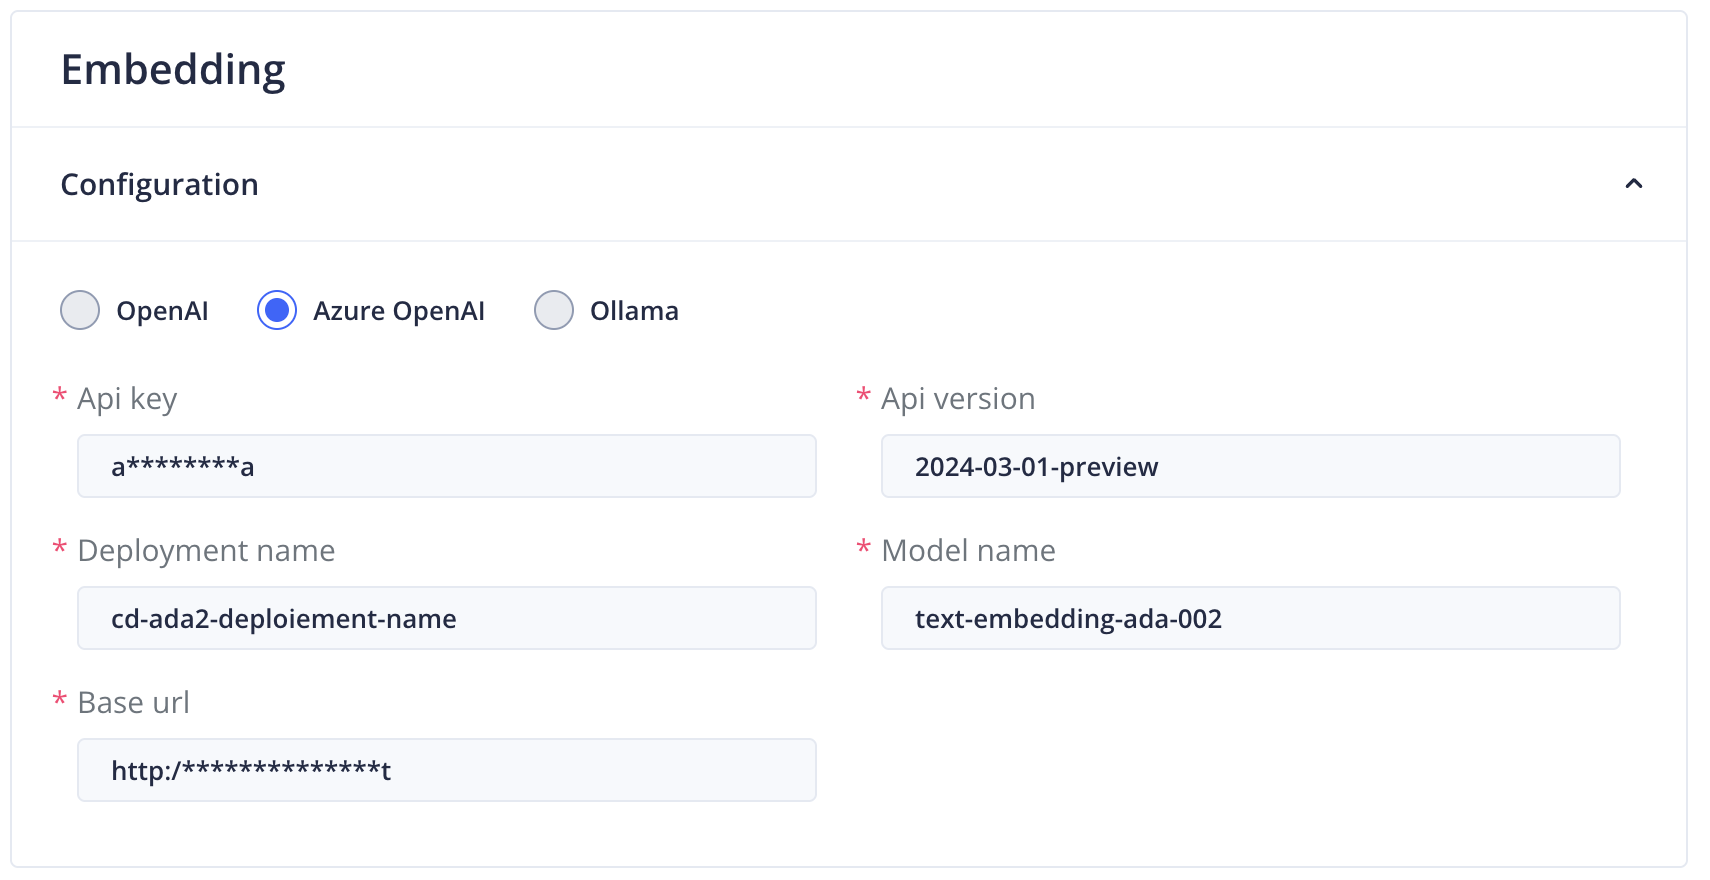 Embedding
Configuration
OpenAI Azure OpenAI Ollama
* Api key * Api version
a********a 2024-03-01-preview
* Deployment name * Model name
cd-ada2-deploiement-name text-embedding-ada-002
* Base url
http:/**************t